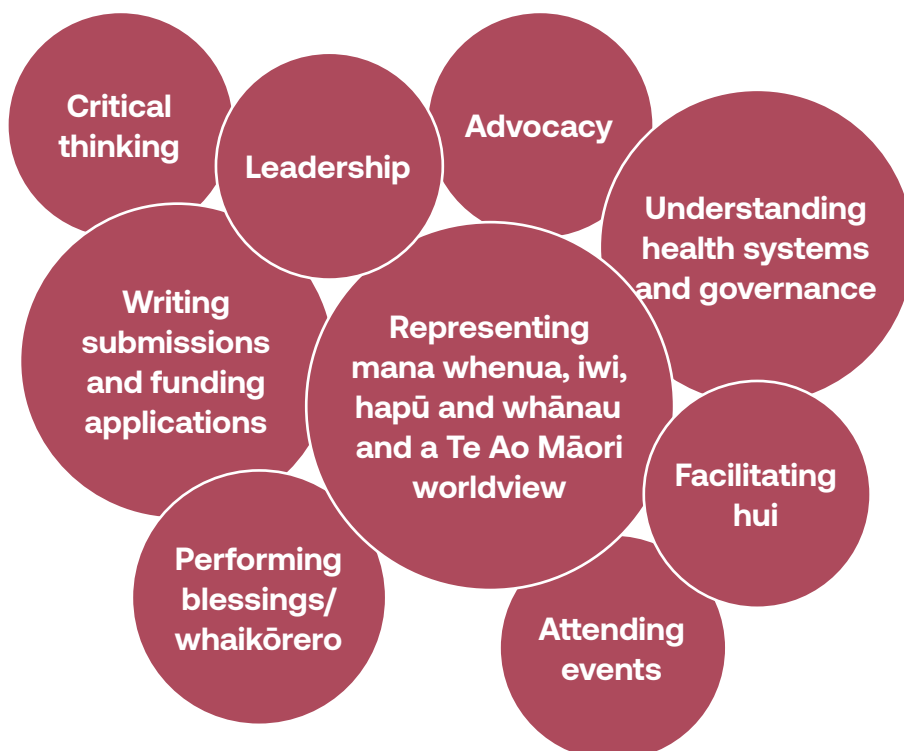 Critical
thinking
Leadership
Advocacy
Understanding
health systems
and governance
Writing
submissions
and funding
applications
Representing
mana whenua, iwi,
hapū and whānau
and a Te Ao Māori
worldview
Facilitating
hui
Performing
blessings/
whaikōrero
Attending
events